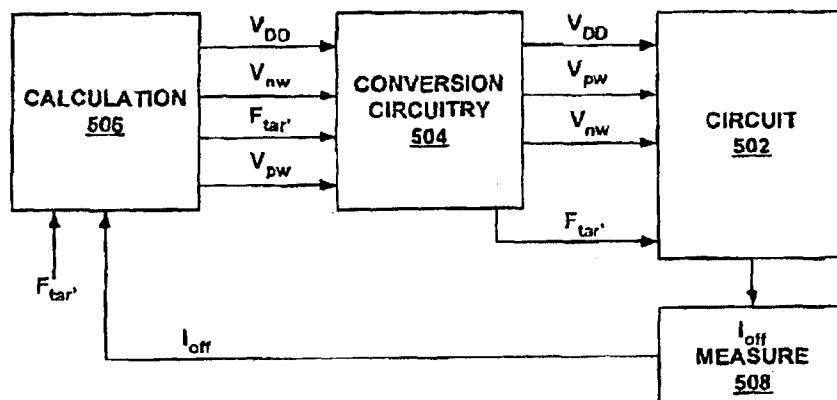 V_DD
V_nw
F_tar'
V_pw
CALCULATION
506
CONVERSION
CIRCUITRY
504
V_DD
V_pw
V_nw
F_tar'
CIRCUIT
502
F_tar'
I_off
I_off
MEASURE
508